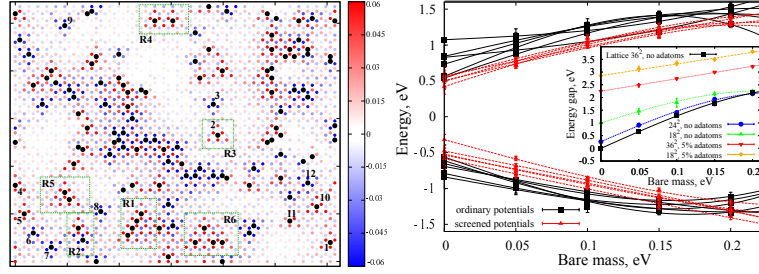 9
R4
3
2
R3
12
R5
4
R1
8
10
R6
5
11
6
R2
7
1
0.06
0.045
0.03
0.015
0
-0.015
-0.03
-0.045
-0.06
Energy, eV
1.5
1
0.5
0
-0.5
-1
-1.5
ordinary potentials
screened potentials
0
0.05
0.1
0.15
0.2
Bare mass, eV
Energy gap, eV
3.5
3
2.5
2
1.5
1
0.5
0
-0.5
Lattice 36², no adatoms
24², no adatoms
18², no adatoms
36², 5% adatoms
18², 5% adatoms
0
0.05
0.10
0.15
0.2
Bare mass, eV